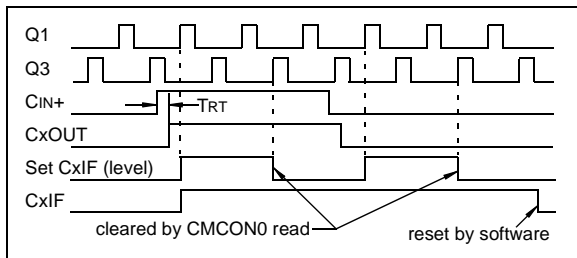 Q1
Q3
CIN+
TRT
CxOUT
Set CxIF (level)
CxIF
cleared by CMCON0 read
reset by software